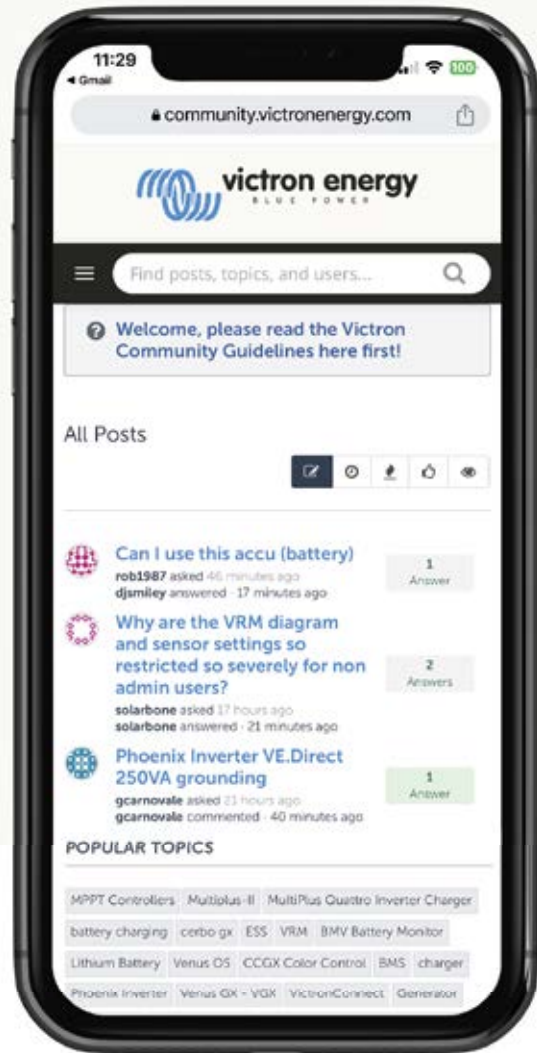 11:29
Gmail
100
community.victronenergy.com
victron energy
BLUE POWER
Find posts, topics, and users...
Welcome, please read the Victron
Community Guidelines here first!
All Posts
Can I use this accu (battery)
rob1987 asked 46 minutes ago
djsmiley answered · 17 minutes ago
1
Answer
Why are the VRM diagram
and sensor settings so
restricted so severely for non
admin users?
solarbone asked 17 hours ago
solarbone answered · 21 minutes ago
2
Answers
Phoenix Inverter VE.Direct
250VA grounding
gcarnovale asked 21 hours ago
gcarnovale commented · 40 minutes ago
1
Answer
POPULAR TOPICS
MPPT Controllers Multiplus-II MultiPlus Quattro Inverter Charger
battery charging cerbo gx ESS VRM BMV Battery Monitor
Lithium Battery Venus OS CCGX Color Control BMS charger
Phoenix Inverter Venus GX - VGX VictronConnect Generator